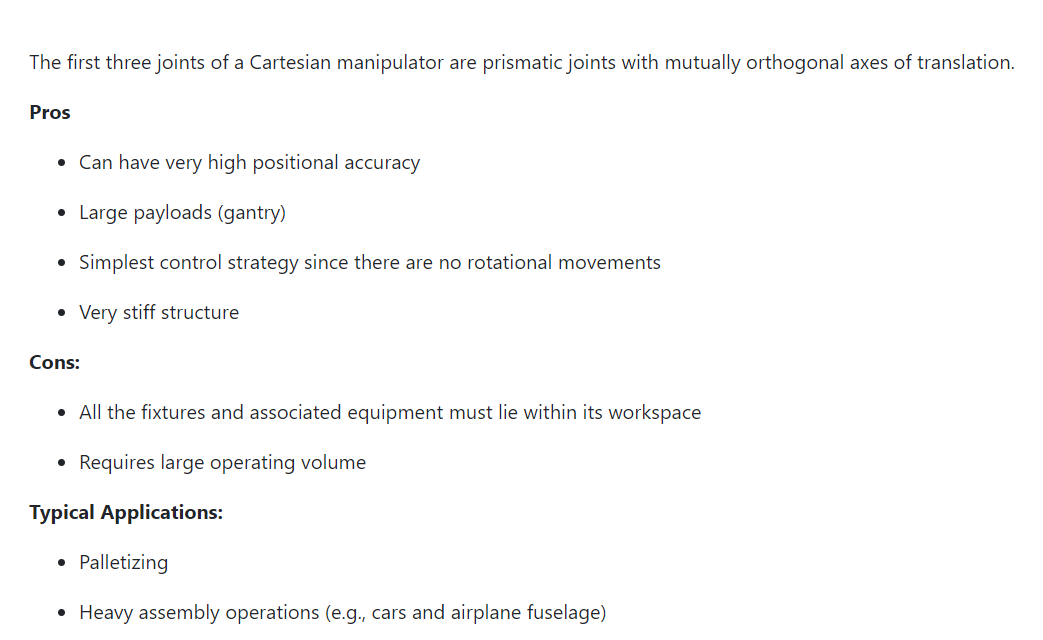 The first three joints of a Cartesian manipulator are prismatic joints with mutually orthogonal axes of translation.
Pros
• Can have very high positional accuracy
• Large payloads (gantry)
• Simplest control strategy since there are no rotational movements
• Very stiff structure
Cons:
• All the fixtures and associated equipment must lie within its workspace
• Requires large operating volume
Typical Applications:
• Palletizing
• Heavy assembly operations (e.g., cars and airplane fuselage)